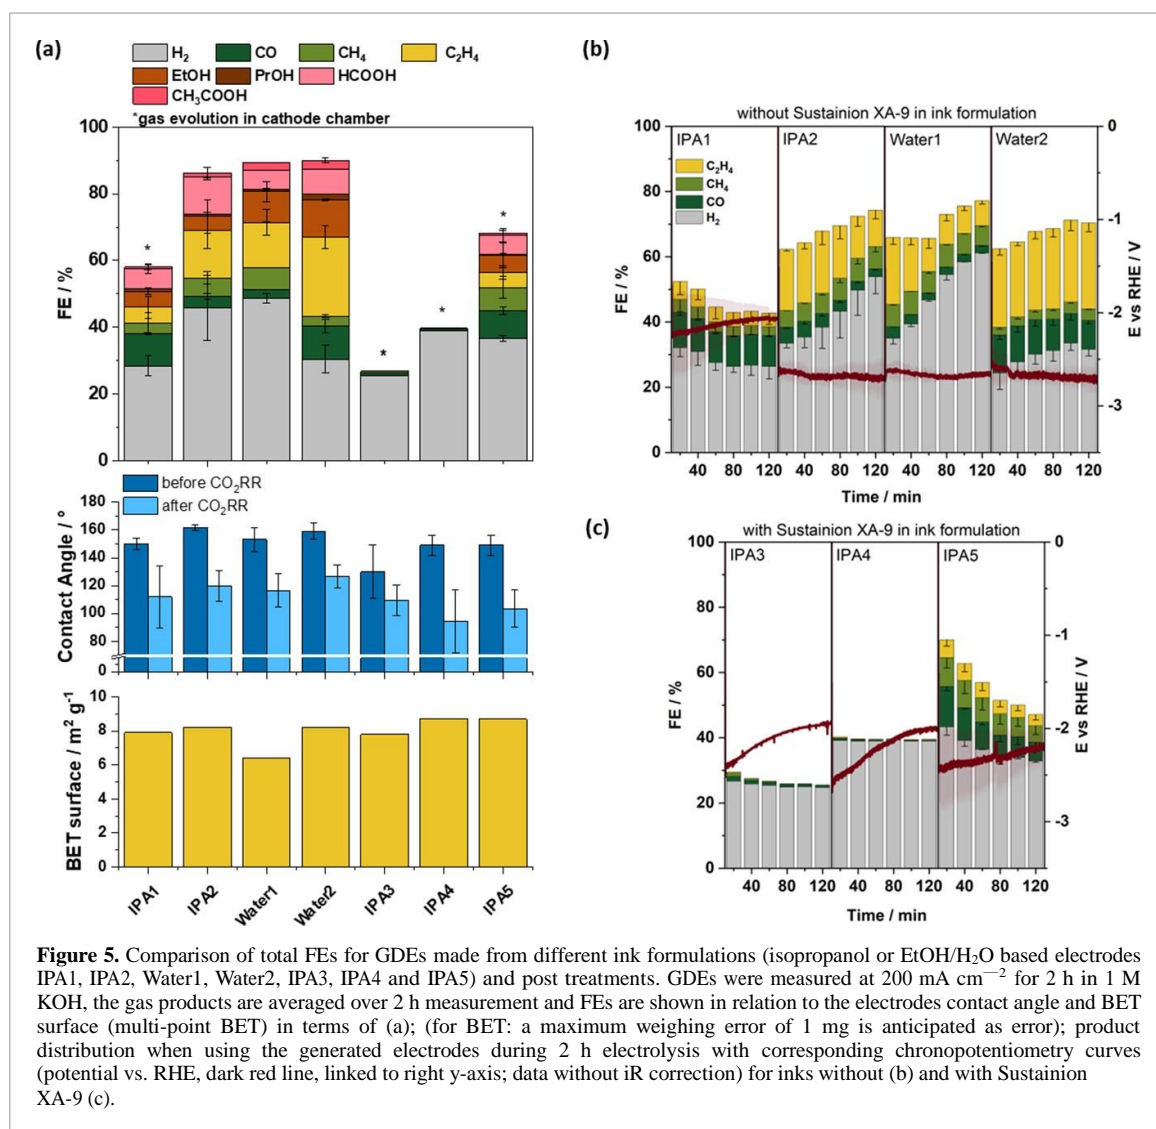 (a)
H2 CO CH4 C2H4
EtOH PrOH HCOOH
CH3COOH
*gas evolution in cathode chamber
100
80
60
40
20
0
FE / %
* * * *
before CO2RR
after CO2RR
180
160
140
120
100
80
0
Contact Angle / °
10
8
6
4
2
0
BET surface / m2 g-1
IPA1 IPA2 Water1 Water2 IPA3 IPA4 IPA5
(b)
without Sustainion XA-9 in ink formulation
IPA1 IPA2 Water1 Water2
C2H4
CH4
CO
H2
100
80
60
40
20
0
FE / %
0
-1
-2
-3
E vs RHE / V
40 80 120 40 80 120 40 80 120 40 80 120
Time / min
(c)
with Sustainion XA-9 in ink formulation
IPA3 IPA4 IPA5
100
80
60
40
20
0
FE / %
0
-1
-2
-3
E vs RHE / V
40 80 120 40 80 120 40 80 120
Time / min
Figure 5. Comparison of total FEs for GDEs made from different ink formulations (isopropanol or EtOH/H2O based electrodes
IPA1, IPA2, Water1, Water2, IPA3, IPA4 and IPA5) and post treatments. GDEs were measured at 200 mA cm—2 for 2 h in 1 M
KOH, the gas products are averaged over 2 h measurement and FEs are shown in relation to the electrodes contact angle and BET
surface (multi-point BET) in terms of (a); (for BET: a maximum weighing error of 1 mg is anticipated as error); product
distribution when using the generated electrodes during 2 h electrolysis with corresponding chronopotentiometry curves
(potential vs. RHE, dark red line, linked to right y-axis; data without iR correction) for inks without (b) and with Sustainion
XA-9 (c).